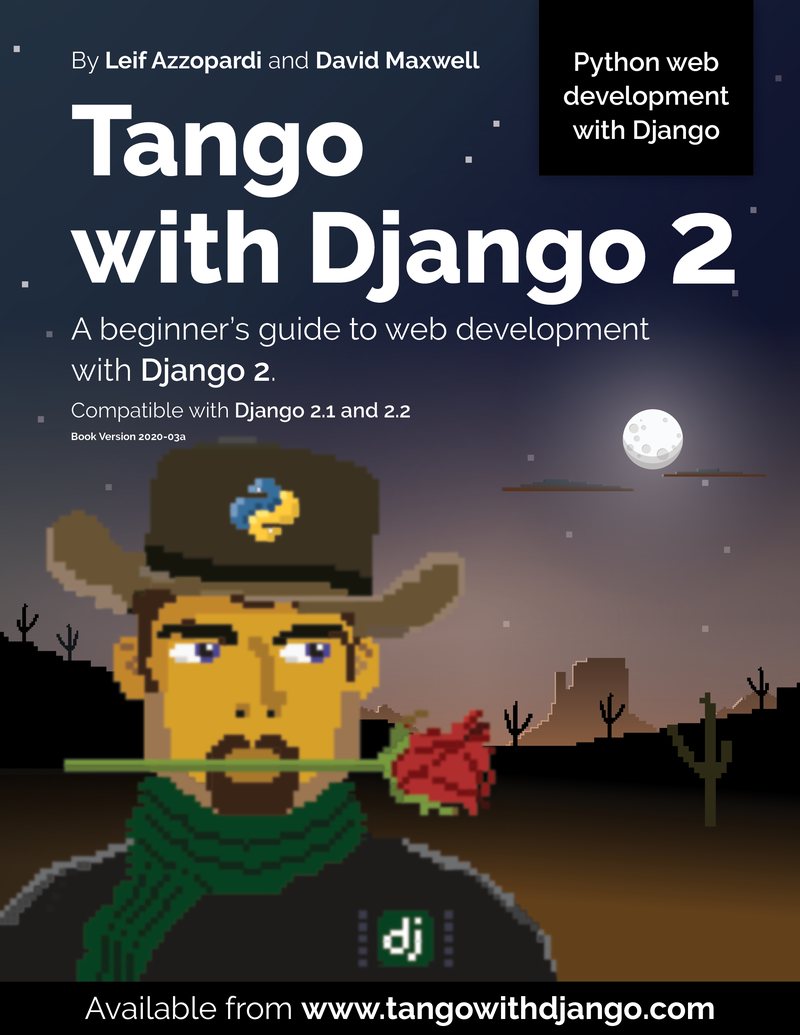 By Leif Azzopardi and David Maxwell
Python web
development
with Django
Tango
with Django 2
A beginner’s guide to web development
with Django 2.
Compatible with Django 2.1 and 2.2
Book Version 2020-03a
dj
Available from www.tangowithdjango.com